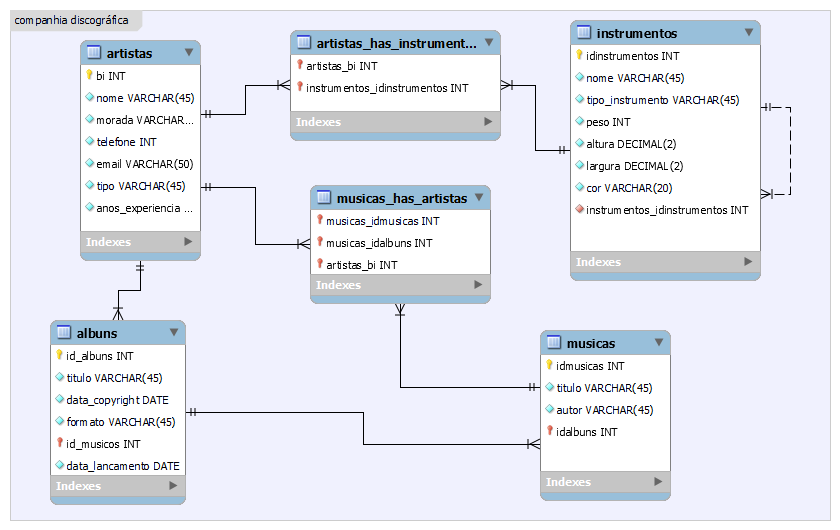 companhia discográfica
artistas
bi INT
nome VARCHAR(45)
morada VARCHAR...
telefone INT
email VARCHAR(50)
tipo VARCHAR(45)
anos_experiencia ...
Indexes
artistas_has_instrument...
artistas_bi INT
instrumentos_idinstrumentos INT
Indexes
instrumentos
idinstrumentos INT
nome VARCHAR(45)
tipo_instrumento VARCHAR(45)
peso INT
altura DECIMAL(2)
largura DECIMAL(2)
cor VARCHAR(20)
instrumentos_idinstrumentos INT
Indexes
musicas_has_artistas
musicas_idmusicas INT
musicas_idalbuns INT
artistas_bi INT
Indexes
albuns
id_albuns INT
titulo VARCHAR(45)
data_copyright DATE
formato VARCHAR(45)
id_musicos INT
data_lancamento DATE
Indexes
musicas
idmusicas INT
titulo VARCHAR(45)
autor VARCHAR(45)
idalbuns INT
Indexes